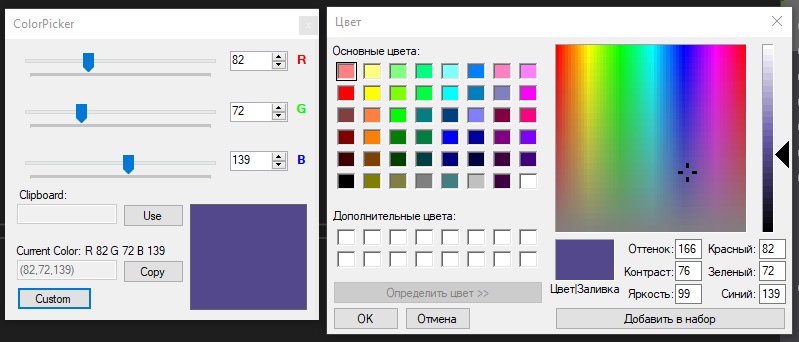 ColorPicker
82 R
72 G
139 B
Clipboard:
Use
Current Color: R 82 G 72 B 139
(82,72,139)
Copy
Custom
Цвет
Основные цвета:
Дополнительные цвета:
Определить цвет >>
OK
Отмена
Цвет|Заливка
Оттенок: 166
Контраст: 76
Яркость: 99
Красный: 82
Зеленый: 72
Синий: 139
Добавить в набор